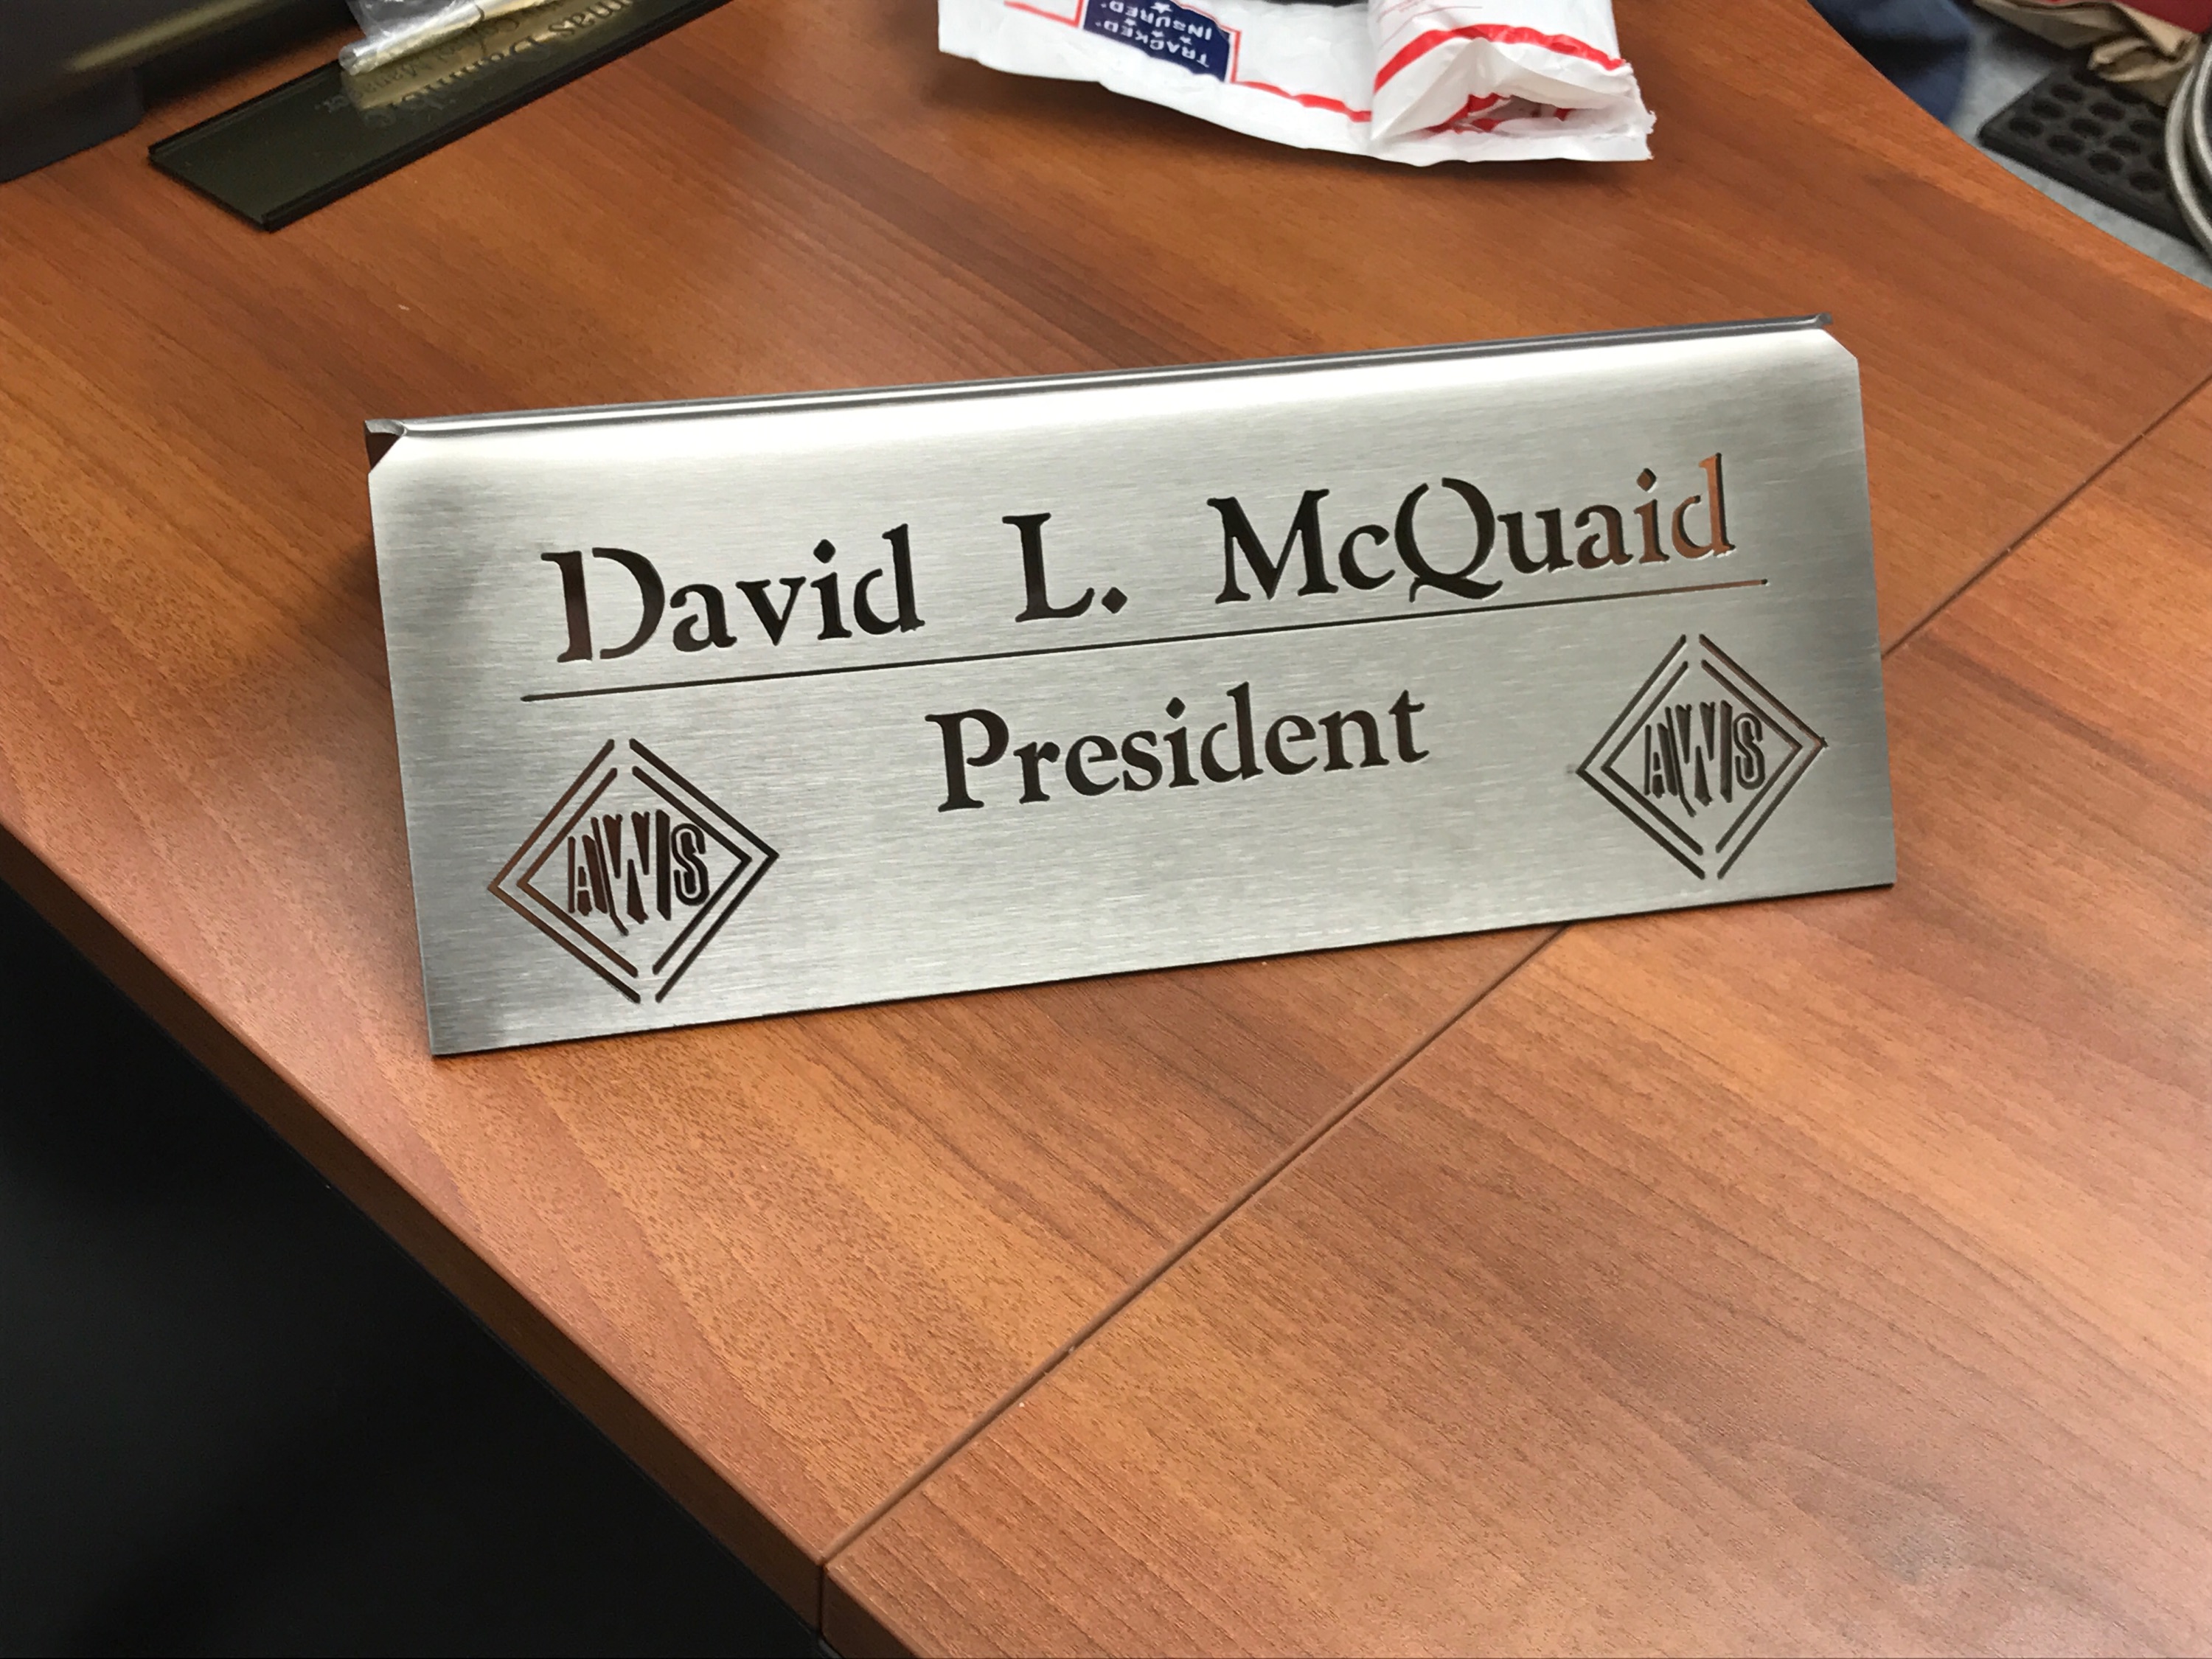 TRACKED
INSURED
David L. McQuaid
President
AWS
AWS